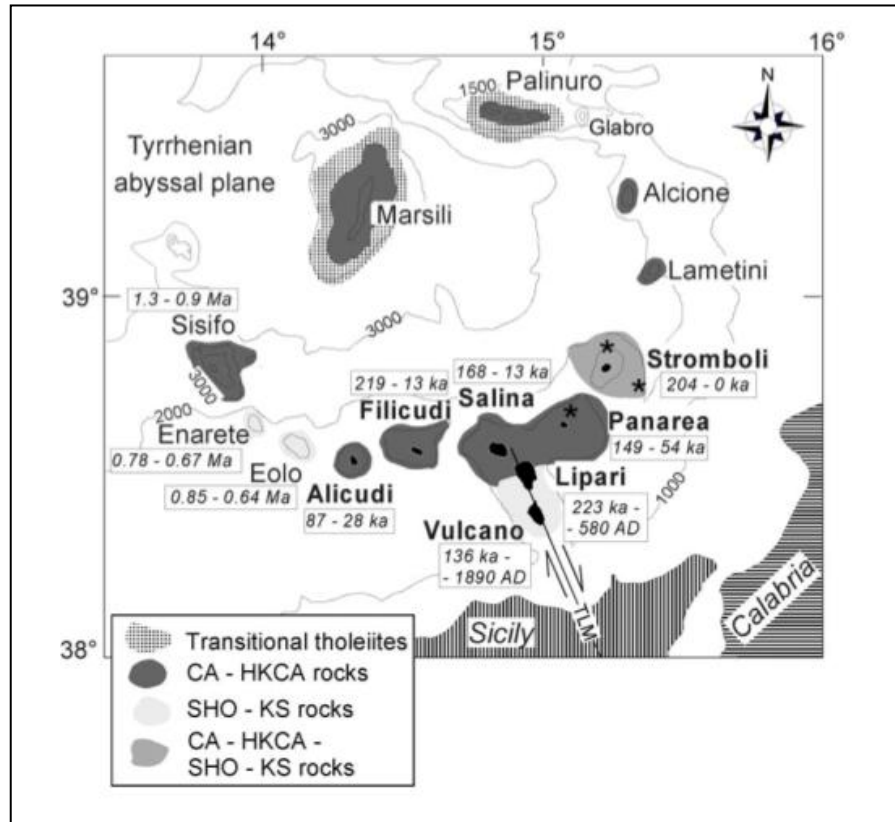 14°
15°
16°
Palinuro
1500
Glabro
N
3000
Tyrrhenian
abyssal plane
Marsili
Alcione
Lametini
39°
1.3 - 0.9 Ma
Sisifo
3000
3000
2000
219 - 13 ka
168 - 13 ka
Filicudi
Salina
Stromboli
204 - 0 ka
Enarete
0.78 - 0.67 Ma
Eolo
0.85 - 0.64 Ma
Alicudi
87 - 28 ka
Panarea
149 - 54 ka
Lipari
223 ka -
- 580 AD
1000
Vulcano
136 ka -
- 1890 AD
TLM
Sicily
Calabria
38°
Transitional tholeiites
CA - HKCA rocks
SHO - KS rocks
CA - HKCA -
SHO - KS rocks